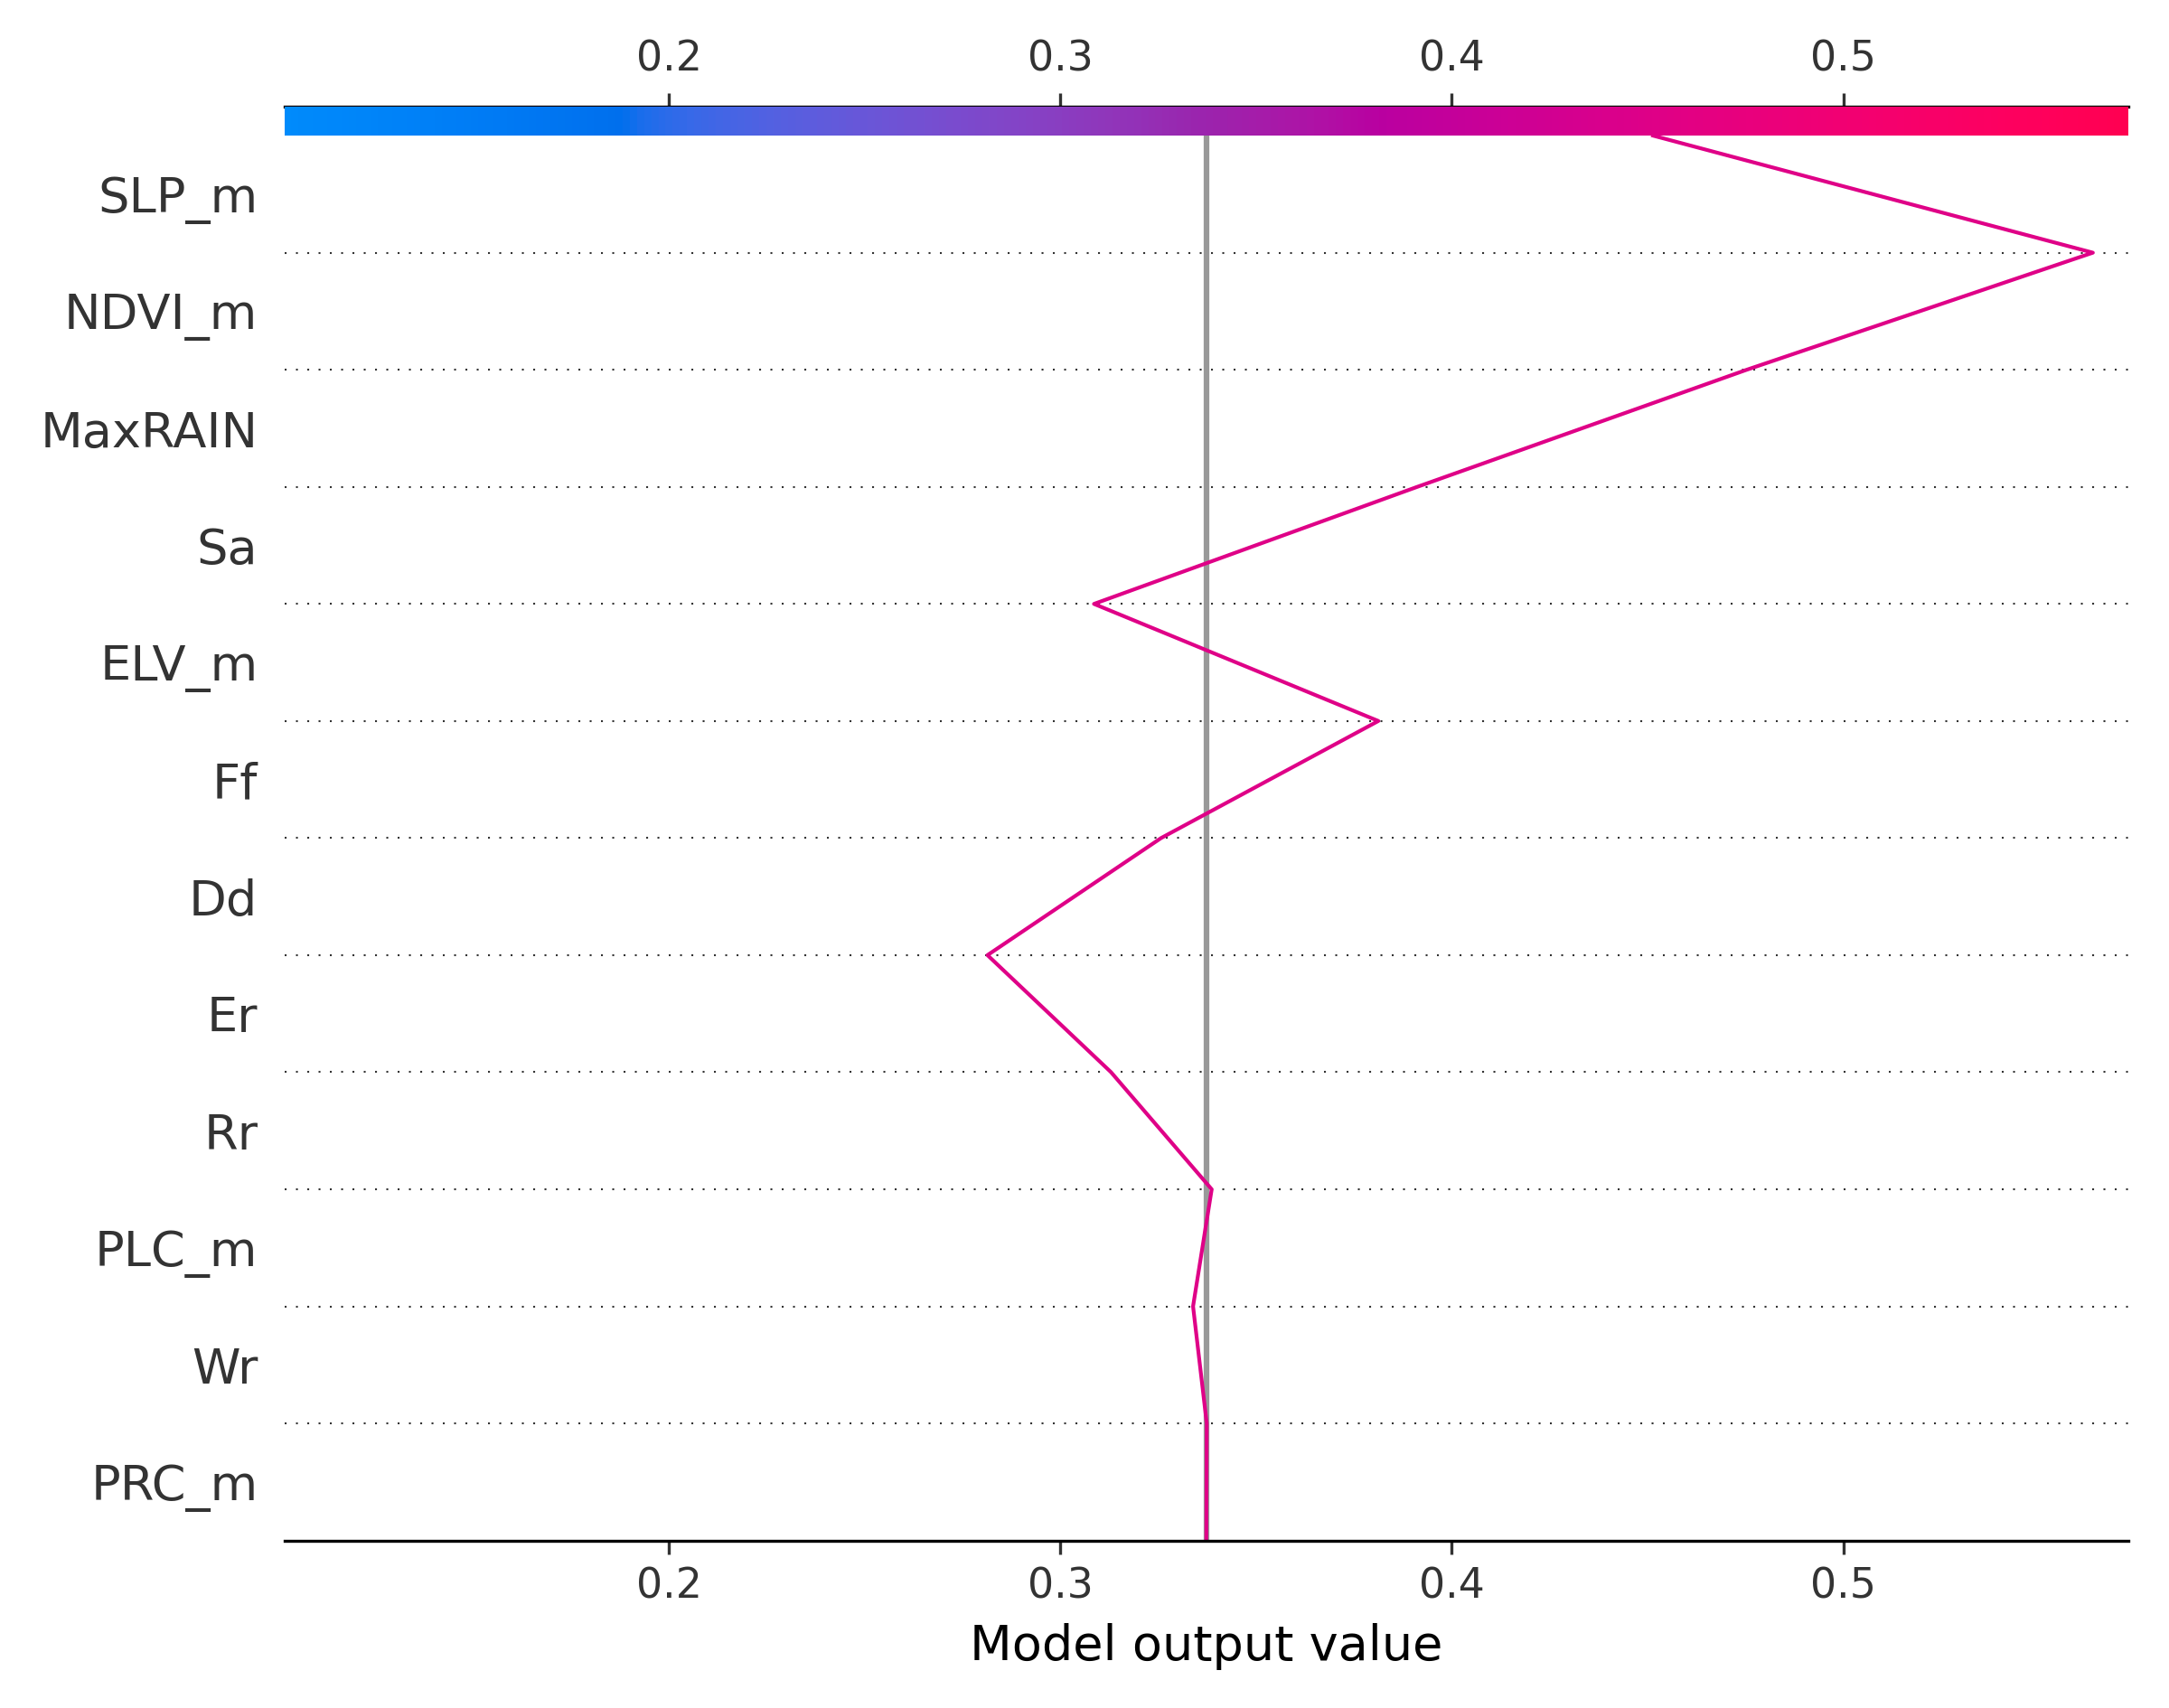 0.2 0.3 0.4 0.5
SLP_m
NDVI_m
MaxRAIN
Sa
ELV_m
Ff
Dd
Er
Rr
PLC_m
Wr
PRC_m
0.2 0.3 0.4 0.5
Model output value